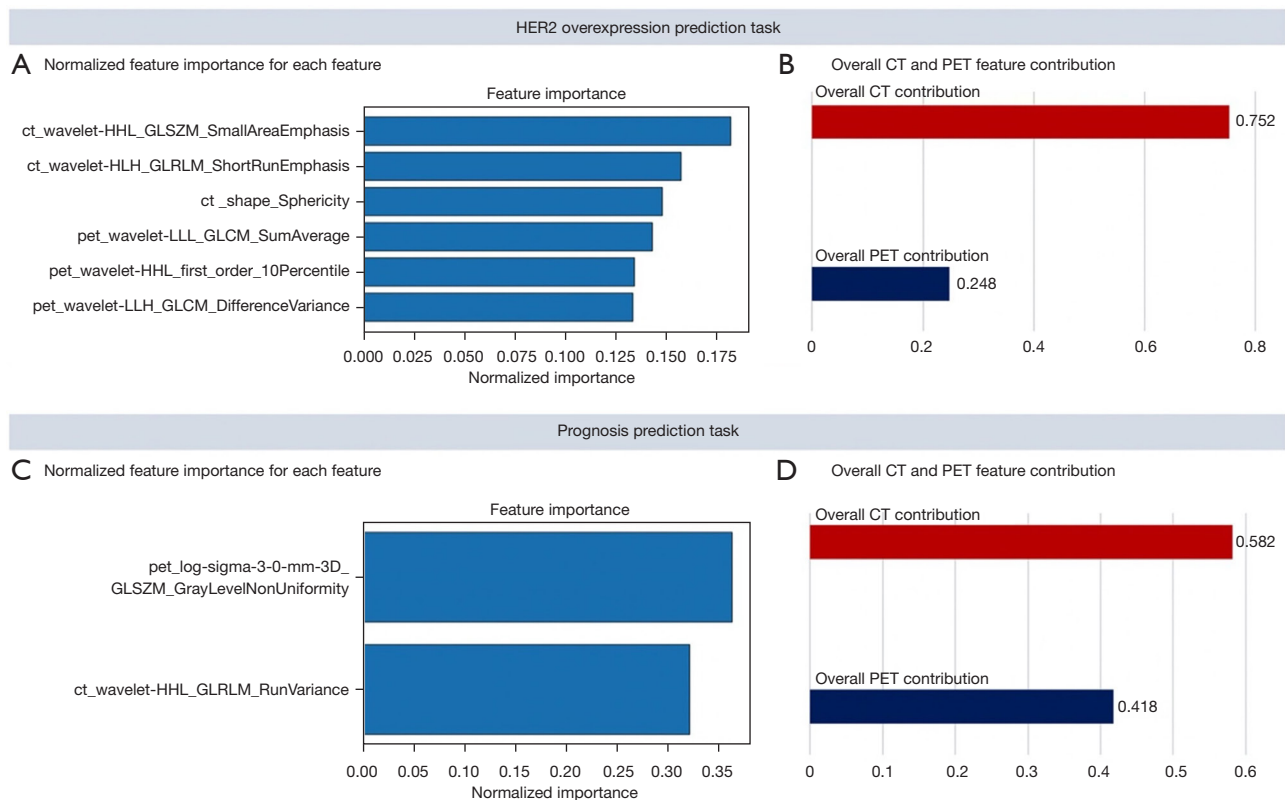 HER2 overexpression prediction task
A Normalized feature importance for each feature
Feature importance
ct_wavelet-HHL_GLSZM_SmallAreaEmphasis
ct_wavelet-HLH_GLRLM_ShortRunEmphasis
ct _shape_Sphericity
pet_wavelet-LLL_GLCM_SumAverage
pet_wavelet-HHL_first_order_10Percentile
pet_wavelet-LLH_GLCM_DifferenceVariance
0.000 0.025 0.050 0.075 0.100 0.125 0.150 0.175
Normalized importance
B Overall CT and PET feature contribution
Overall CT contribution
0.752
Overall PET contribution
0.248
0 0.2 0.4 0.6 0.8
Prognosis prediction task
C Normalized feature importance for each feature
Feature importance
pet_log-sigma-3-0-mm-3D_
GLSZM_GrayLevelNonUniformity
ct_wavelet-HHL_GLRLM_RunVariance
0.00 0.05 0.10 0.15 0.20 0.25 0.30 0.35
Normalized importance
D Overall CT and PET feature contribution
Overall CT contribution
0.582
Overall PET contribution
0.418
0 0.1 0.2 0.3 0.4 0.5 0.6